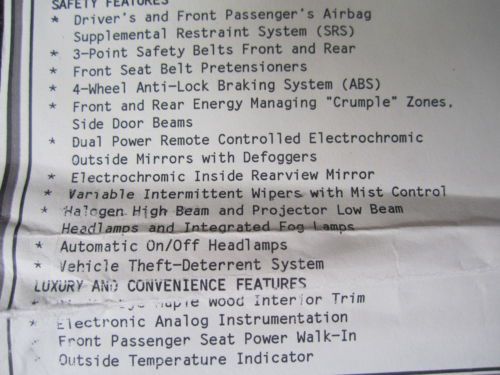 SAFETY FEATURES
* Driver's and Front Passenger's Airbag
Supplemental Restraint System (SRS)
* 3-Point Safety Belts Front and Rear
* Front Seat Belt Pretensioners
* 4-Wheel Anti-Lock Braking System (ABS)
* Front and Rear Energy Managing "Crumple" Zones,
Side Door Beams
* Dual Power Remote Controlled Electrochromic
Outside Mirrors with Defoggers
* Electrochromic Inside Rearview Mirror
* Variable Intermittent Wipers with Mist Control
* Halogen High Beam and Projector Low Beam
Headlamps and Integrated Fog Lamps
* Automatic On/Off Headlamps
* Vehicle Theft-Deterrent System
LUXURY AND CONVENIENCE FEATURES
Maple Wood Interior Trim
* Electronic Analog Instrumentation
Front Passenger Seat Power Walk-In
* Outside Temperature Indicator